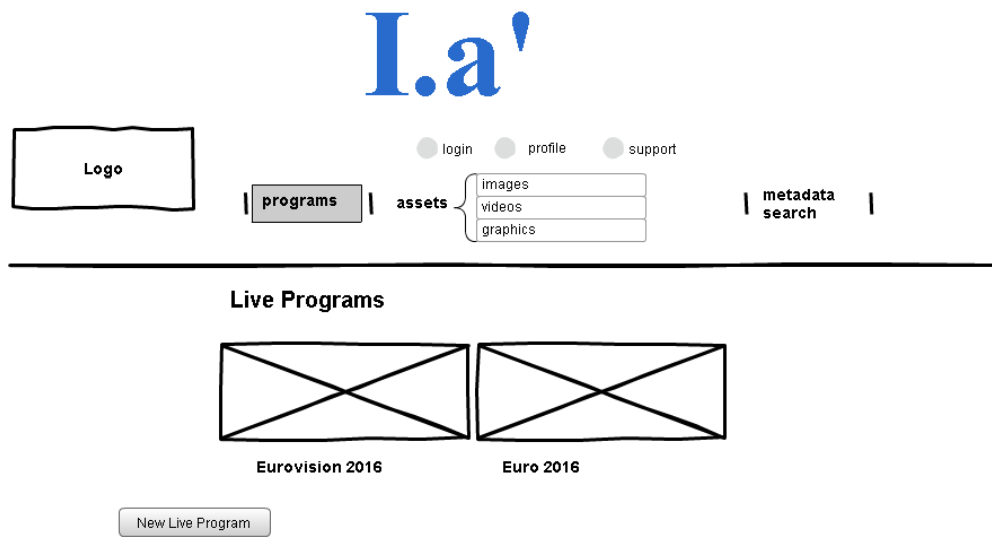 I.a'
login profile support
Logo
programs
assets
images
videos
graphics
metadata
search
Live Programs
Eurovision 2016
Euro 2016
New Live Program